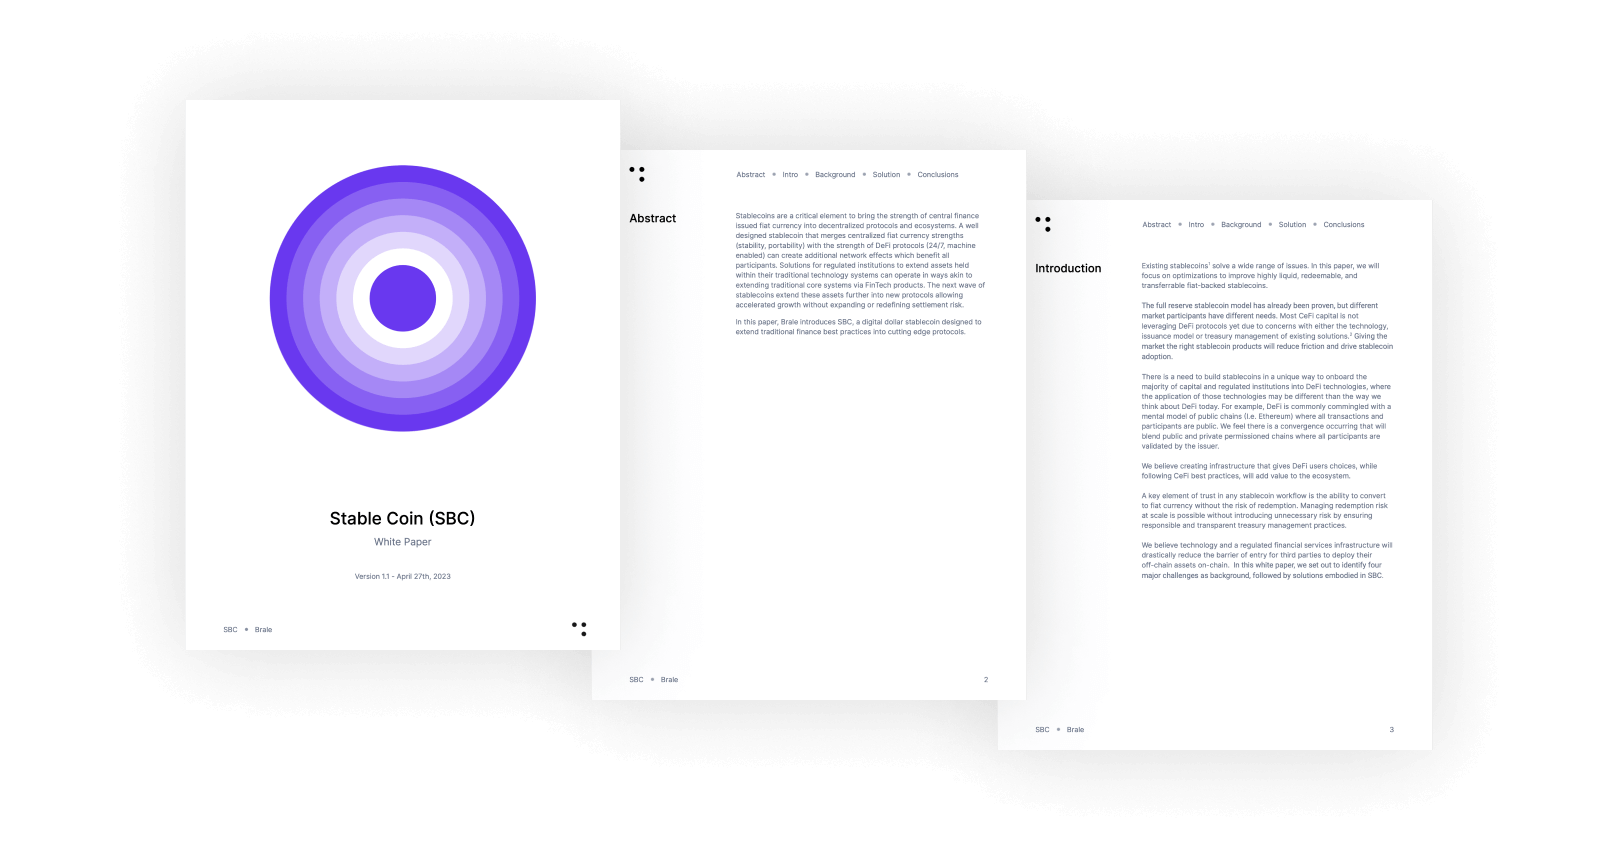 Stable Coin (SBC)
White Paper
Version 1.1 - April 27th, 2023
SBC • Brale
Abstract • Intro • Background • Solution • Conclusions
Abstract
Stablecoins are a critical element to bring the strength of central finance
issued fiat currency into decentralized protocols and ecosystems. A well
designed stablecoin that merges centralized fiat currency strengths
(stability, portability) with the strength of DeFi protocols (24/7, machine
enabled) can create additional network effects which benefit all
participants. Solutions for regulated institutions to extend assets held
within their traditional technology systems can operate in ways akin to
extending traditional core systems via FinTech products. The next wave of
stablecoins extend these assets further into new protocols allowing
accelerated growth without expanding or redefining settlement risk.
In this paper, Brale introduces SBC, a digital dollar stablecoin designed to
extend traditional finance best practices into cutting edge protocols.
SBC • Brale
2
Abstract • Intro • Background • Solution • Conclusions
Introduction
Existing stablecoins¹ solve a wide range of issues. In this paper, we will
focus on optimizations to improve highly liquid, redeemable, and
transferrable fiat-backed stablecoins.
The full reserve stablecoin model has already been proven, but different
market participants have different needs. Most CeFi capital is not
leveraging DeFi protocols yet due to concerns with either the technology,
issuance model or treasury management of existing solutions.² Giving the
market the right stablecoin products will reduce friction and drive stablecoin
adoption.
There is a need to build stablecoins in a unique way to onboard the
majority of capital and regulated institutions into DeFi technologies, where
the application of those technologies may be different than the way we
think about DeFi today. For example, DeFi is commonly commingled with a
mental model of public chains (I.e. Ethereum) where all transactions and
participants are public. We feel there is a convergence occurring that will
blend public and private permissioned chains where all participants are
validated by the issuer.
We believe creating infrastructure that gives DeFi users choices, while
following CeFi best practices, will add value to the ecosystem.
A key element of trust in any stablecoin workflow is the ability to convert
to fiat currency without the risk of redemption. Managing redemption risk
at scale is possible without introducing unnecessary risk by ensuring
responsible and transparent treasury management practices.
We believe technology and a regulated financial services infrastructure will
drastically reduce the barrier of entry for third parties to deploy their
off-chain assets on-chain. In this white paper, we set out to identify four
major challenges as background, followed by solutions embodied in SBC.
SBC • Brale
3